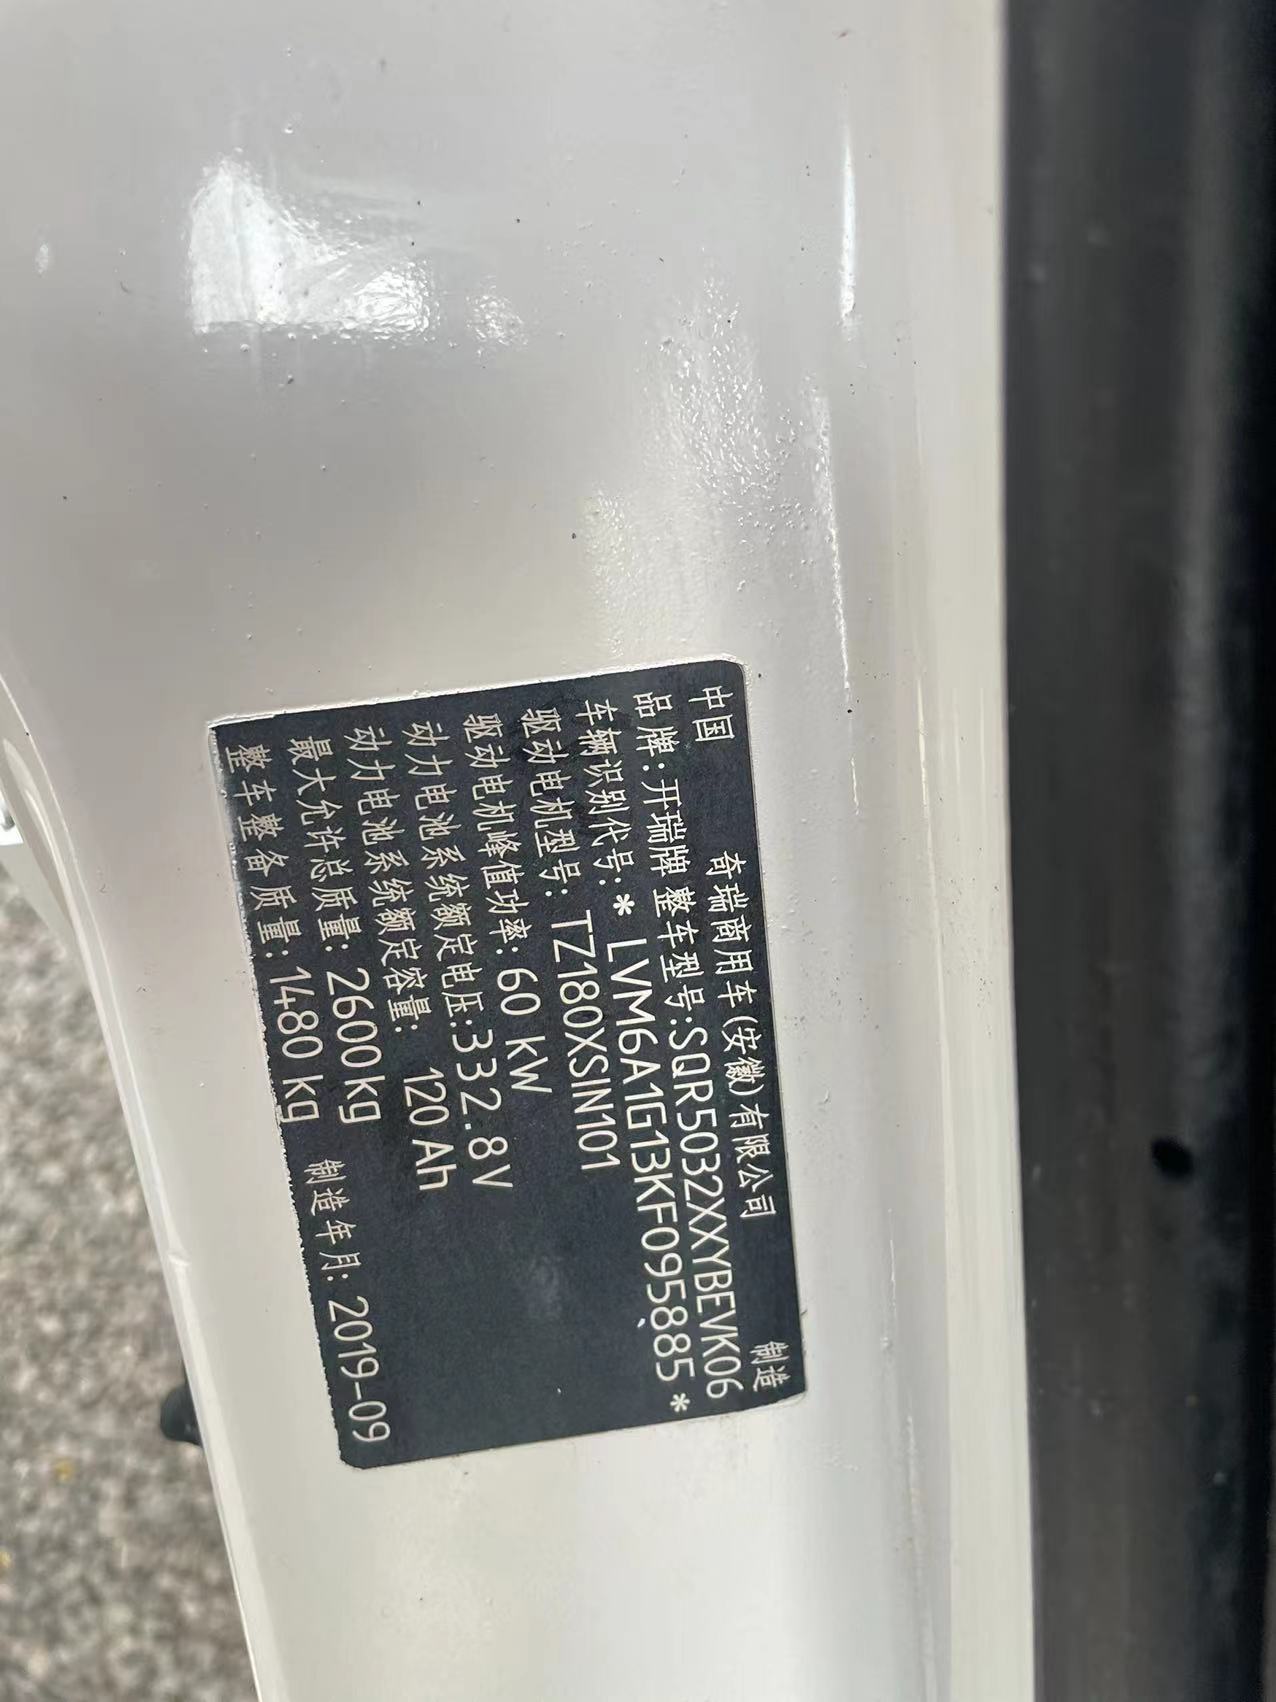 中国 奇瑞商用车(安徽)有限公司 制造
品牌:开瑞牌 整车型号:SQR5032XXYBEVK06
车辆识别代号:* LVM6A1G13KF095885 *
驱动电机型号: TZ180XSIN101
驱动电机峰值功率: 60 kW
动力电池系统额定电压:332.8V
动力电池系统额定容量: 120 Ah
最大允许总质量: 2600kg
整车整备质量: 1480 kg 制造年月: 2019-09